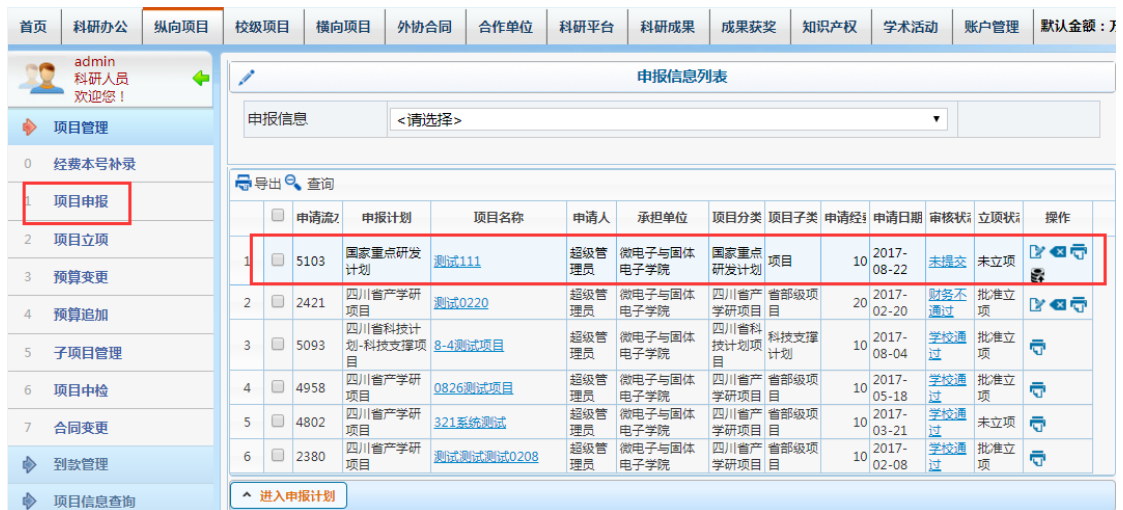 首页 科研办公 纵向项目 校级项目 横向项目 外协合同 合作单位 科研平台 科研成果 成果获奖 知识产权 学术活动 账户管理 默认金额：
admin
科研人员
欢迎您！
项目管理
0 经费本号补录
1 项目申报
2 项目立项
3 预算变更
4 预算追加
5 子项目管理
6 项目中检
7 合同变更
到款管理
项目信息查询
申报信息列表
申报信息 <请选择>
导出 查询
申请流 申报计划 项目名称 申请人 承担单位 项目分类 项目子类 申请经 申请日期 审核状 立项状 操作
1 5103 国家重点研发 测试111 超级管 微电子与固体 国家重点 项目 10 2017- 未提交 未立项
计划 理员 电子学院 研发计划 08-22
2 2421 四川省产学研 测试0220 超级管 微电子与固体 四川省产 省部级项 20 2017- 财务不 批准立
项目 理员 电子学院 学研项目 目 02-20 通过 项
3 5093 四川省科技计 8-4测试项目 超级管 微电子与固体 四川省科 科技支撑 10 2017- 学校通 批准立
划-科技支撑项 理员 电子学院 技计划项 计划 08-04 过 项
目 目
4 4958 四川省产学研 0826测试项目 超级管 微电子与固体 四川省产 省部级项 10 2017- 学校通 批准立
项目 理员 电子学院 学研项目 目 05-18 过 项
5 4802 四川省产学研 321系统测试 超级管 微电子与固体 四川省产 省部级项 10 2017- 学校通 未立项
项目 理员 电子学院 学研项目 目 03-21 过
6 2380 四川省产学研 测试测试测试0208 超级管 微电子与固体 四川省产 省部级项 10 2017- 学校通 批准立
项目 理员 电子学院 学研项目 目 02-08 过 项
进入申报计划